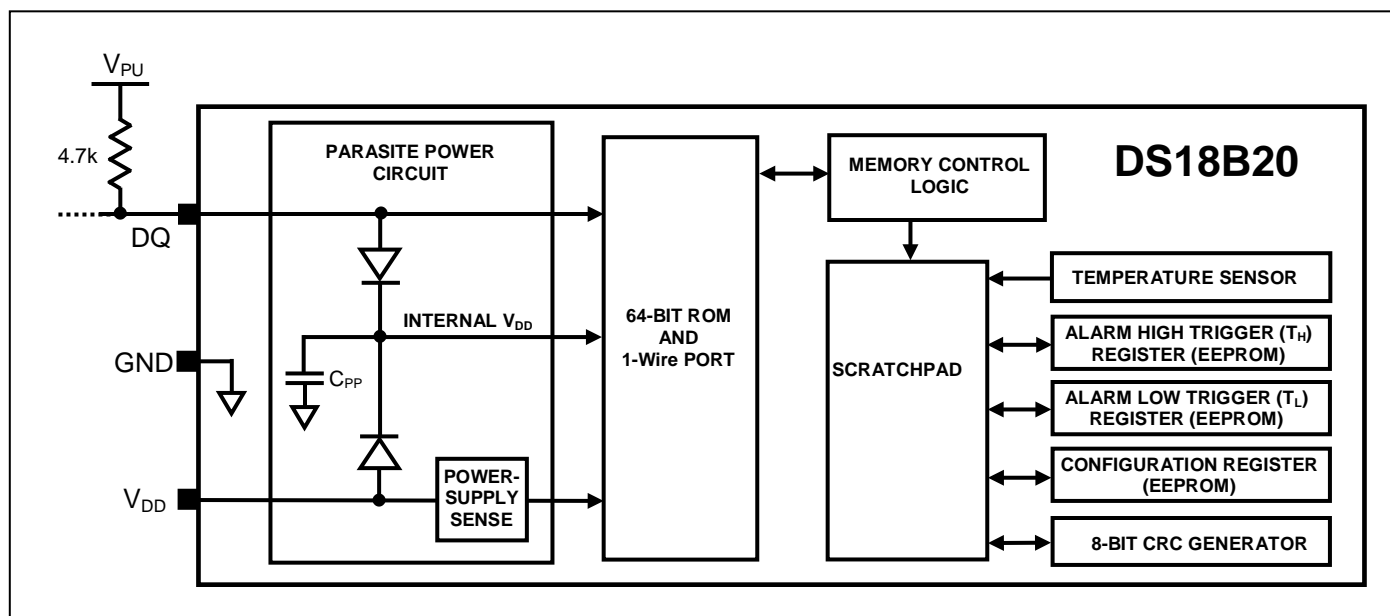 V_PU
4.7k
DQ
GND
V_DD
PARASITE POWER
CIRCUIT
INTERNAL V_DD
C_PP
POWER-
SUPPLY
SENSE
64-BIT ROM
AND
1-Wire PORT
MEMORY CONTROL
LOGIC
SCRATCHPAD
DS18B20
TEMPERATURE SENSOR
ALARM HIGH TRIGGER (T_H)
REGISTER (EEPROM)
ALARM LOW TRIGGER (T_L)
REGISTER (EEPROM)
CONFIGURATION REGISTER
(EEPROM)
8-BIT CRC GENERATOR